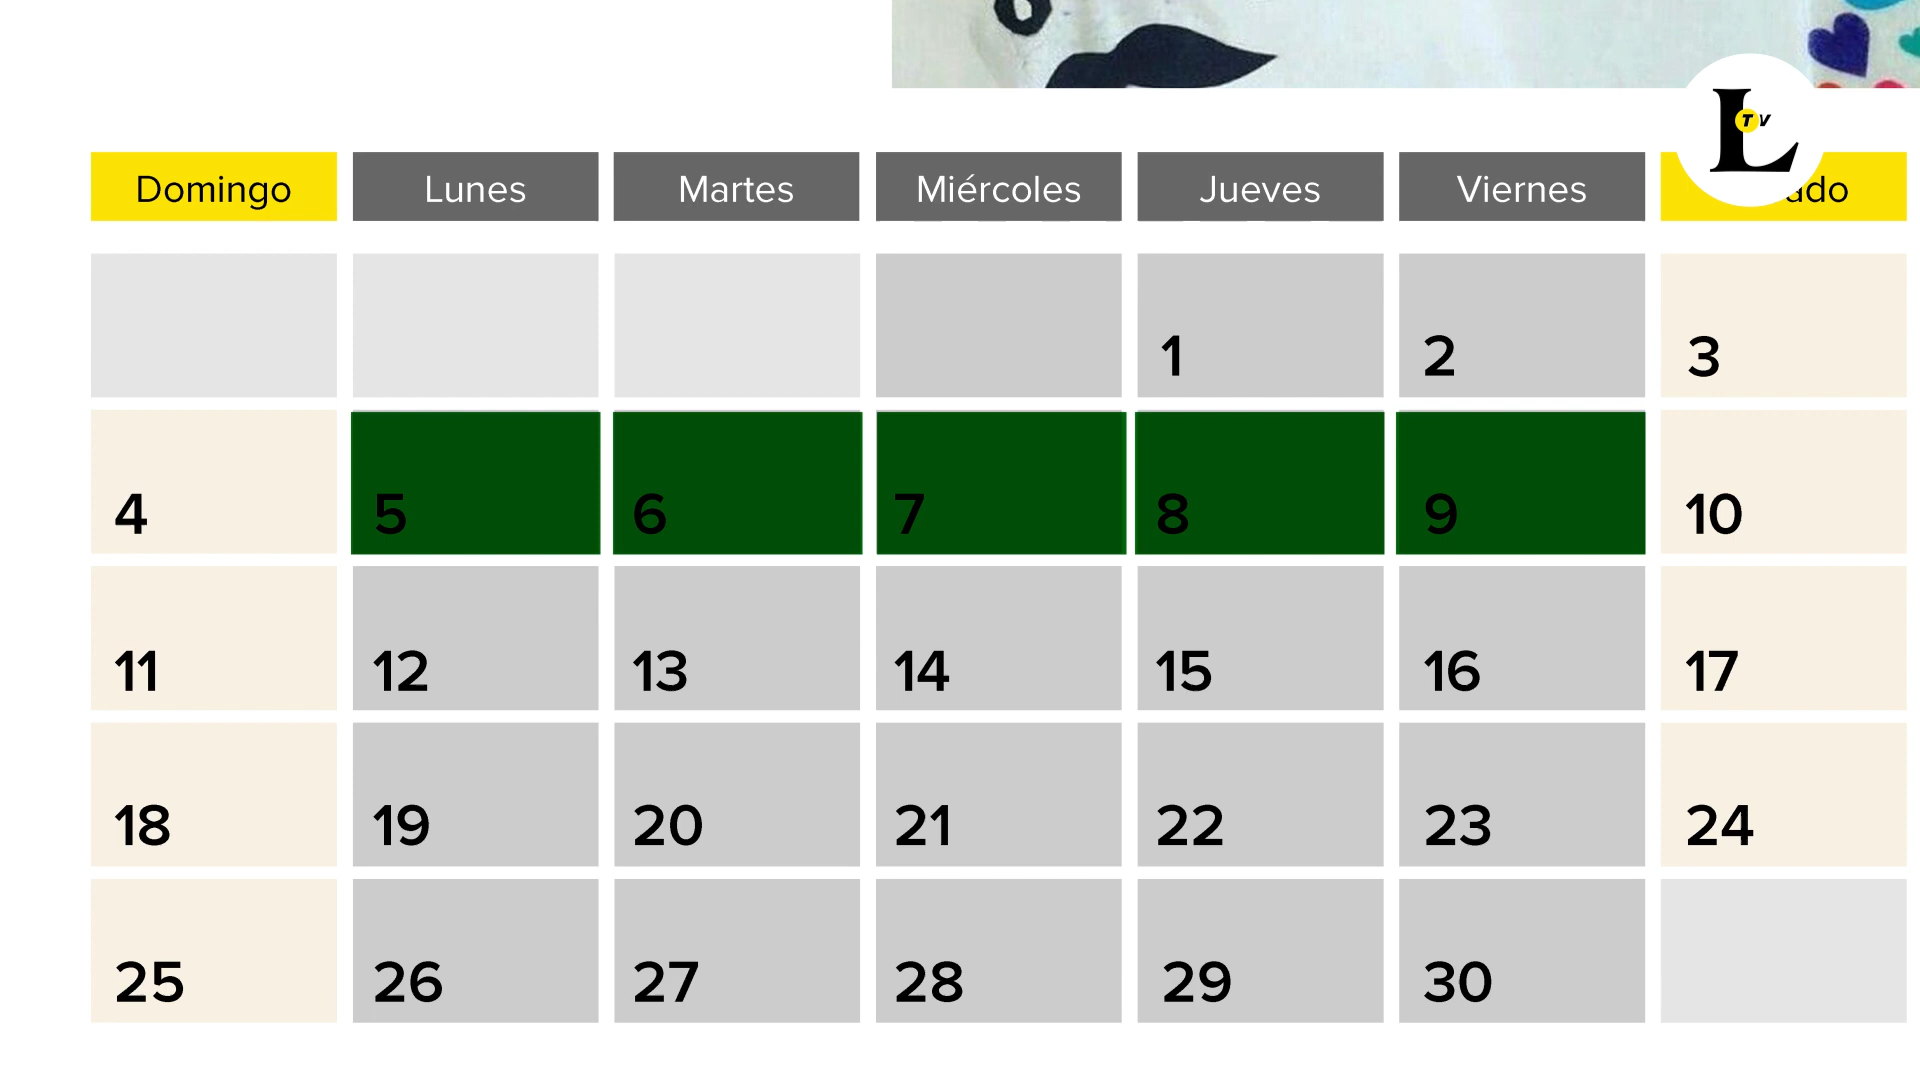 L
TV
Domingo Lunes Martes Miércoles Jueves Viernes
1 2 3
4 5 6 7 8 9 10
11 12 13 14 15 16 17
18 19 20 21 22 23 24
25 26 27 28 29 30